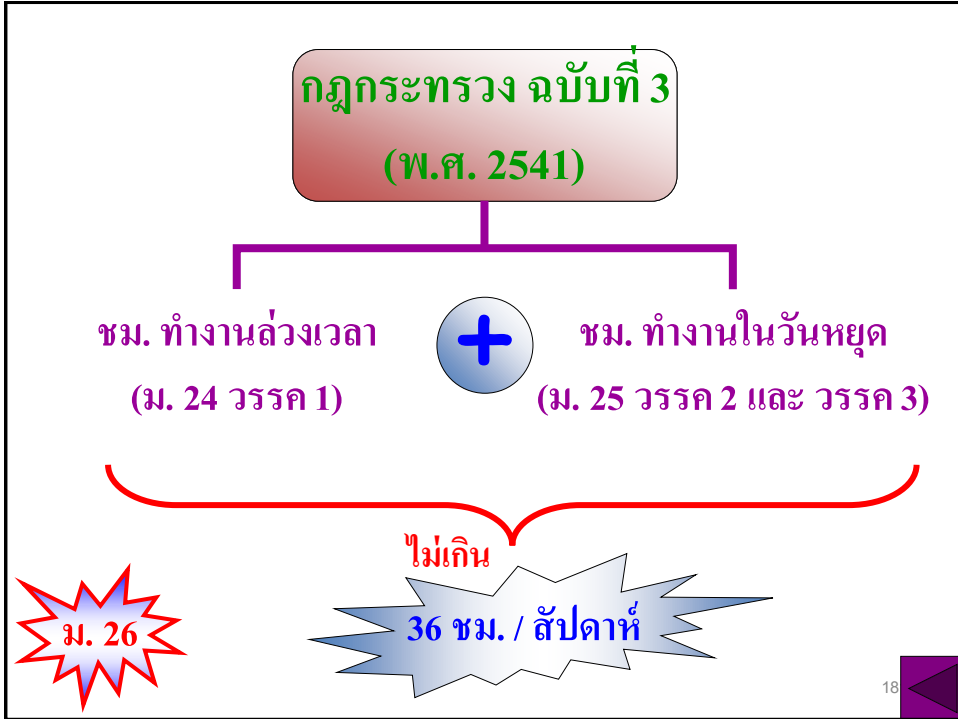 กฎกระทรวง ฉบับที่ 3
(พ.ศ. 2541)
ชม. ทำงานล่วงเวลา
(ม. 24 วรรค 1)
+
ชม. ทำงานในวันหยุด
(ม. 25 วรรค 2 และ วรรค 3)
ไม่เกิน
36 ชม. / สัปดาห์
ม. 26
18